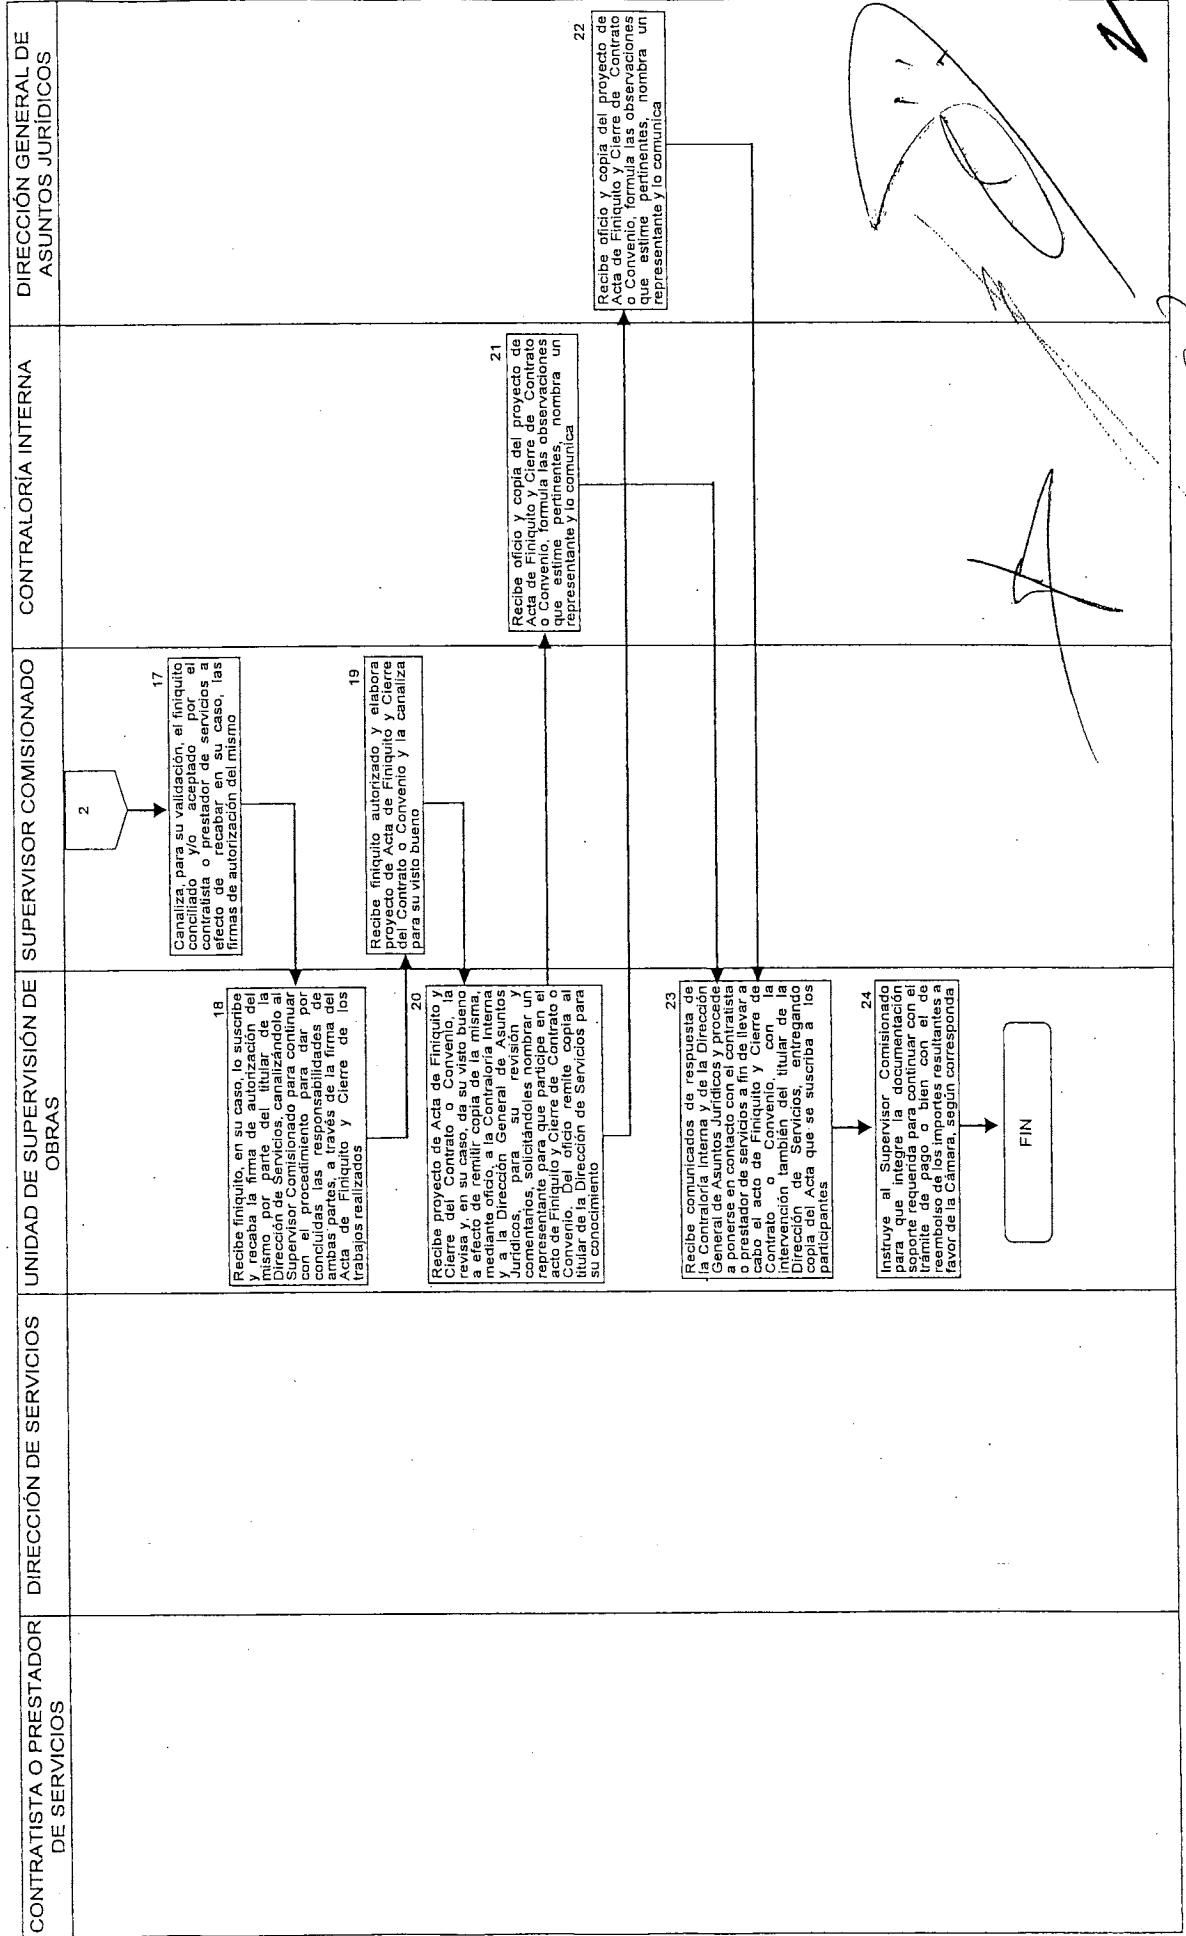 CONTRATISTA O PRESTADOR
DE SERVICIOS
DIRECCIÓN DE SERVICIOS
UNIDAD DE SUPERVISIÓN DE
OBRAS
SUPERVISOR COMISIONADO
CONTRALORÍA INTERNA
DIRECCIÓN GENERAL DE
ASUNTOS JURÍDICOS
2
17
Canaliza, para su validación, el finiquito
conciliado y/o aceptado por el
contratista o prestador de servicios a
efecto de recabar en su caso, las
firmas de autorización del mismo
18
Recibe finiquito, en su caso, lo suscribe
y recaba la firma de autorización del
mismo por parte del titular de la
Dirección de Servicios, canalizándolo al
Supervisor Comisionado para continuar
con el procedimiento para dar por
concluidas las responsabilidades de
ambas partes, a través de la firma del
Acta de Finiquito y Cierre de los
trabajos realizados
19
Recibe finiquito autorizado y elabora
proyecto de Acta de Finiquito y Cierre
del Contrato o Convenio y la canaliza
para su visto bueno
20
Recibe proyecto de Acta de Finiquito y
Cierre del Contrato o Convenio, la
revisa y, en su caso, da su visto bueno
a efecto de remitir copia de la misma,
mediante oficio, a la Contraloría Interna
y a la Dirección General de Asuntos
Jurídicos, para su revisión y
comentarios, solicitándoles nombrar un
representante para que participe en el
acto de Finiquito y Cierre de Contrato o
Convenio. Del oficio remite copia al
titular de la Dirección de Servicios para
su conocimiento
21
Recibe oficio y copia del proyecto de
Acta de Finiquito y Cierre de Contrato
o Convenio, formula las observaciones
que estime pertinentes, nombra un
representante y lo comunica
22
Recibe oficio y copia del proyecto de
Acta de Finiquito y Cierre de Contrato
o Convenio, formula las observaciones
que estime pertinentes, nombra un
representante y lo comunica
23
Recibe comunicados de respuesta de
la Contraloría Interna y de la Dirección
General de Asuntos Jurídicos y procede
a ponerse en contacto con el contratista
o prestador de servicios a fin de llevar a
cabo el acto de Finiquito y Cierre de
Contrato o Convenio, con la
intervención también del titular de la
Dirección de Servicios, entregando
copia del Acta que se suscriba a los
participantes
24
Instruye al Supervisor Comisionado
para que integre la documentación
soporte requerida para continuar con el
trámite de pago o bien con el de
reembolso de los importes resultantes a
favor de la Cámara, según corresponda
FIN